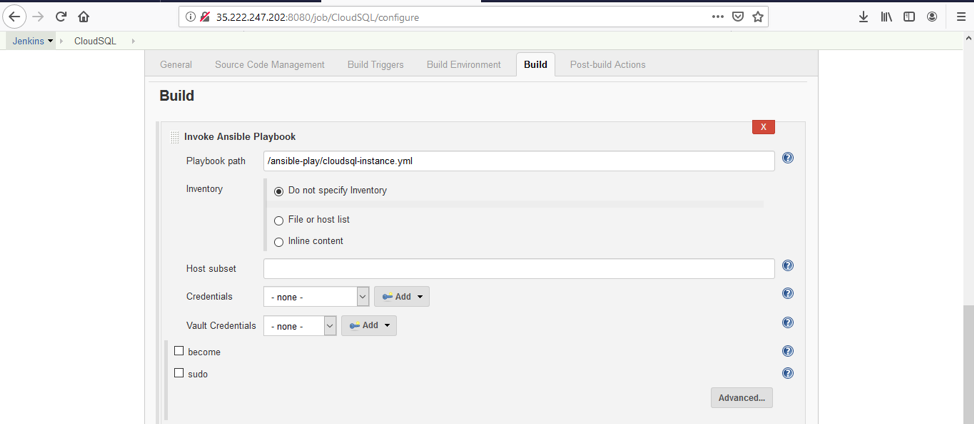 35.222.247.202:8080/job/CloudSQL/configure
Jenkins CloudSQL
General Source Code Management Build Triggers Build Environment Build Post-build Actions
Build
X
Invoke Ansible Playbook
Playbook path /ansible-play/cloudsql-instance.yml
Inventory Do not specify Inventory
File or host list
Inline content
Host subset
Credentials - none - Add
Vault Credentials - none - Add
become
sudo
Advanced...